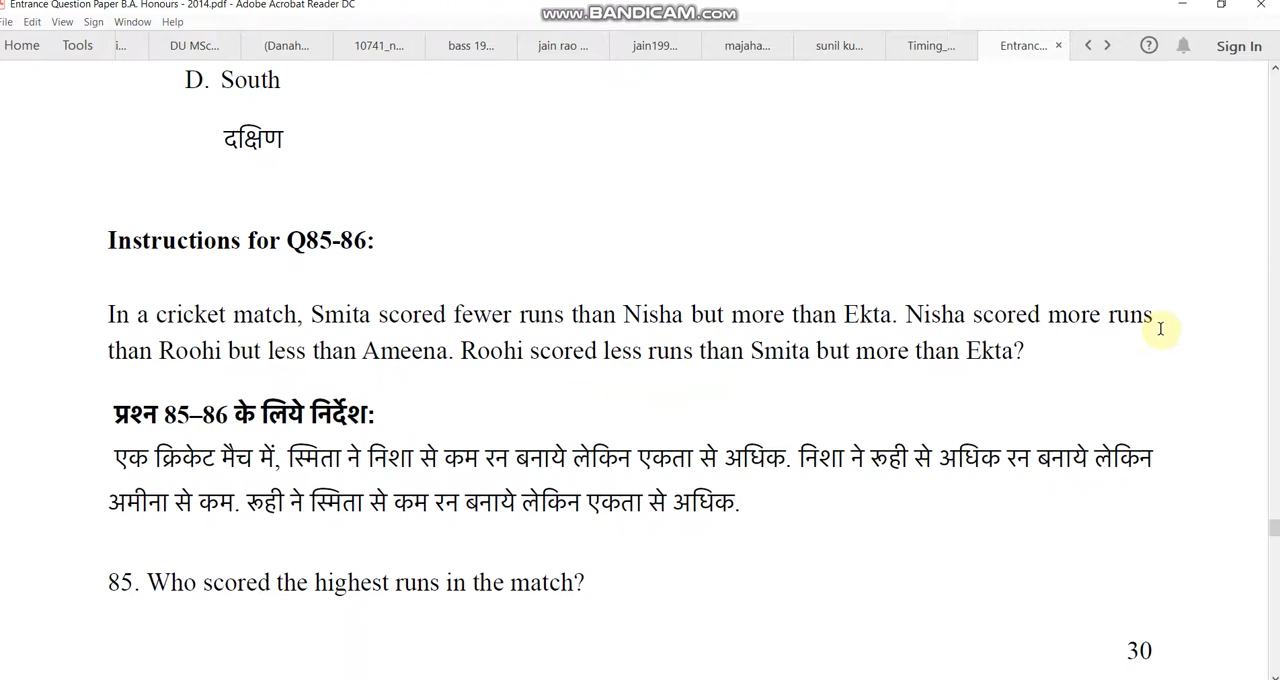 Entrance Question Paper B.A. Honours - 2014.pdf - Adobe Acrobat Reader DC
www.BANDICAM.com
File Edit View Sign Window Help
Home Tools i... DU MSc... (Danah... 10741_n... bass 19... jain rao ... jain199... majaha... sunil ku... Timing_... Entranc... × Sign In
D. South
दक्षिण
Instructions for Q85-86:
In a cricket match, Smita scored fewer runs than Nisha but more than Ekta. Nisha scored more runs
than Roohi but less than Ameena. Roohi scored less runs than Smita but more than Ekta?
प्रश्न 85–86 के लिये निर्देश:
एक क्रिकेट मैच में, स्मिता ने निशा से कम रन बनाये लेकिन एकता से अधिक. निशा ने रूही से अधिक रन बनाये लेकिन
अमीना से कम. रूही ने स्मिता से कम रन बनाये लेकिन एकता से अधिक.
85. Who scored the highest runs in the match?
30